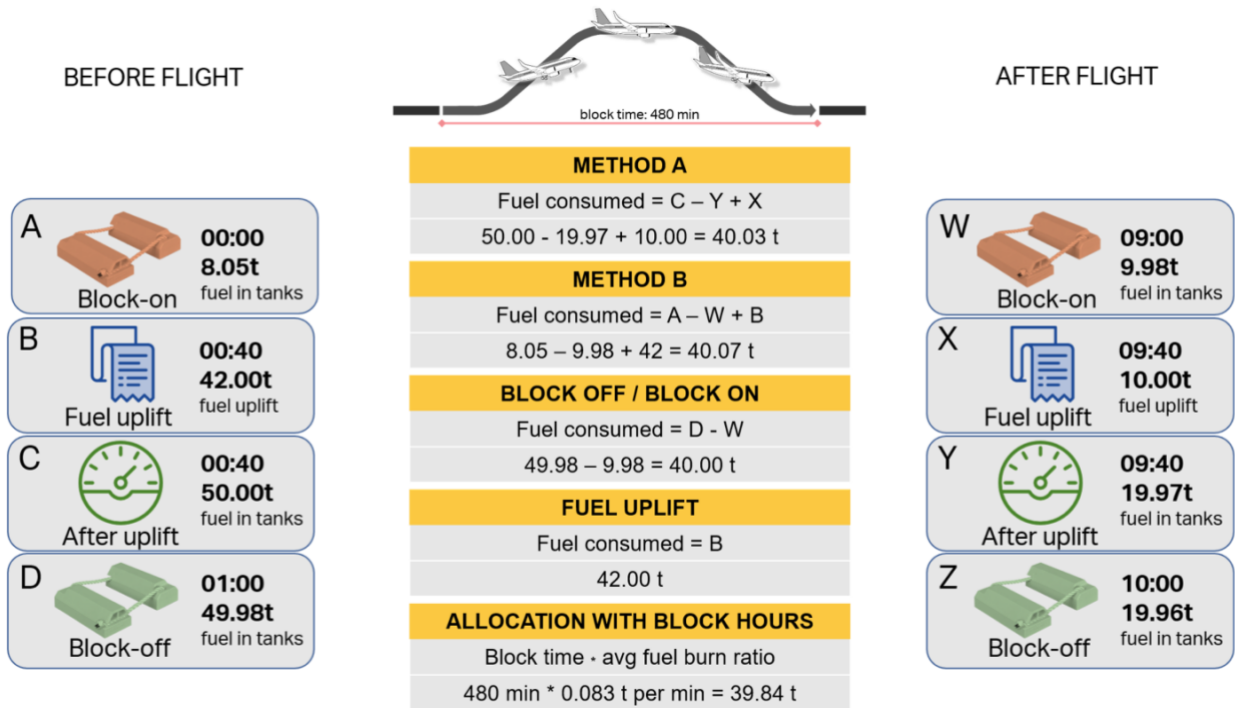 BEFORE FLIGHT
AFTER FLIGHT
block time: 480 min
A
00:00
8.05t
fuel in tanks
Block-on
B
00:40
42.00t
fuel uplift
Fuel uplift
C
00:40
50.00t
fuel in tanks
After uplift
D
01:00
49.98t
fuel in tanks
Block-off
METHOD A
Fuel consumed = C – Y + X
50.00 - 19.97 + 10.00 = 40.03 t
METHOD B
Fuel consumed = A – W + B
8.05 – 9.98 + 42 = 40.07 t
BLOCK OFF / BLOCK ON
Fuel consumed = D - W
49.98 – 9.98 = 40.00 t
FUEL UPLIFT
Fuel consumed = B
42.00 t
ALLOCATION WITH BLOCK HOURS
Block time * avg fuel burn ratio
480 min * 0.083 t per min = 39.84 t
W
09:00
9.98t
fuel in tanks
Block-on
X
09:40
10.00t
fuel uplift
Fuel uplift
Y
09:40
19.97t
fuel in tanks
After uplift
Z
10:00
19.96t
fuel in tanks
Block-off